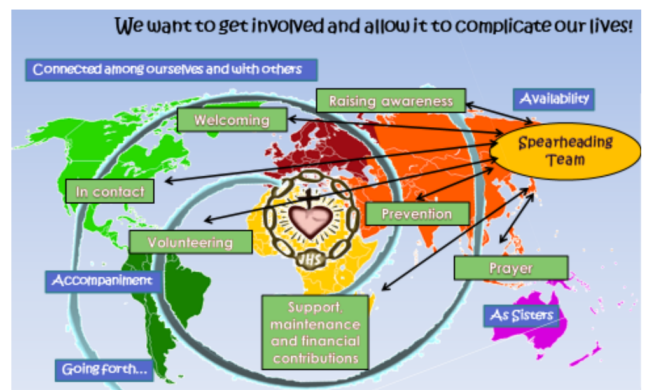 We want to get involved and allow it to complicate our lives!
Connected among ourselves and with others
Raising awareness
Availability
Welcoming
Spearheading
Team
In contact
Prevention
Volunteering
JHS
Prayer
Accompaniment
Support
maintenance
and financial
contributions
As Sisters
Going forth...